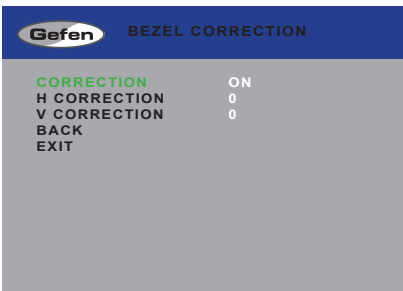 Gefen BEZEL CORRECTION
CORRECTION ON
H CORRECTION 0
V CORRECTION 0
BACK
EXIT